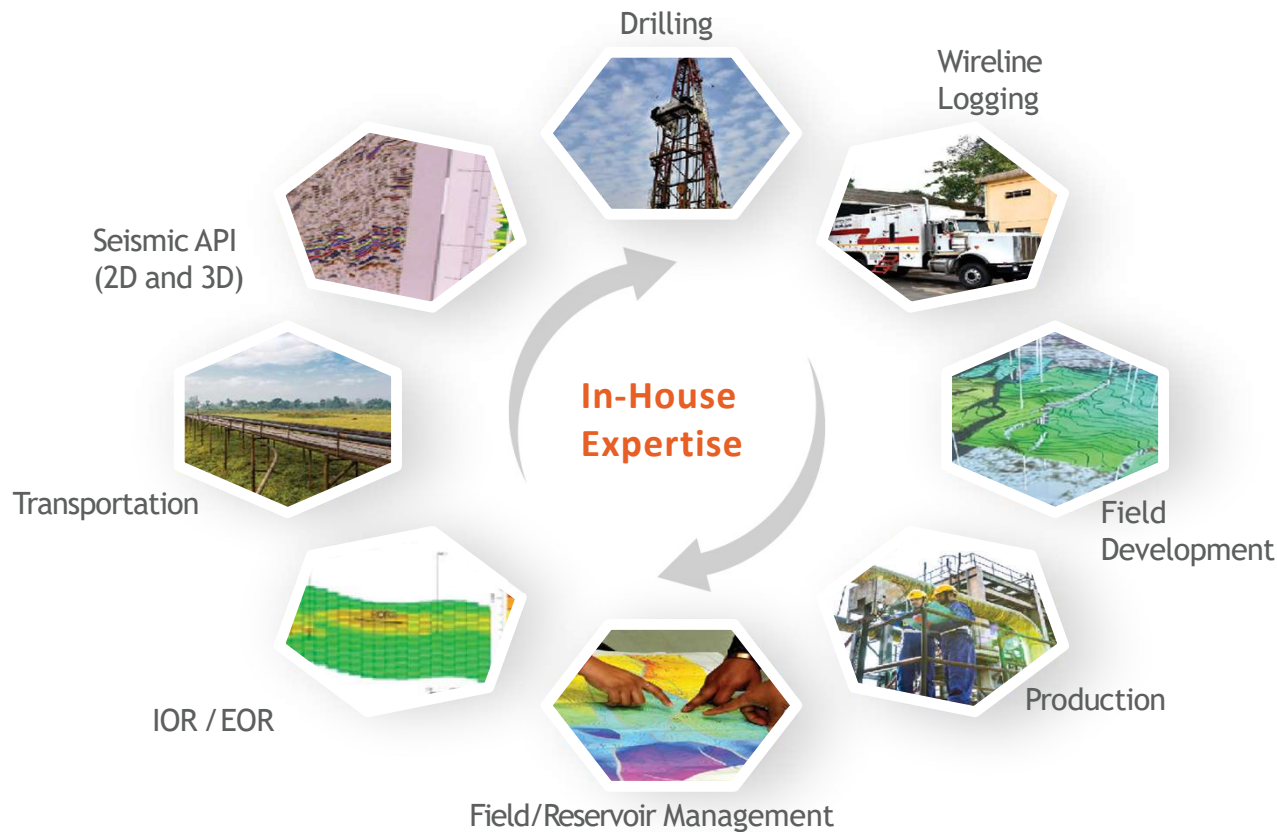 Drilling
Wireline
Logging
Seismic API
(2D and 3D)
In-House
Expertise
Transportation
Field
Development
Production
IOR / EOR
Field/Reservoir Management